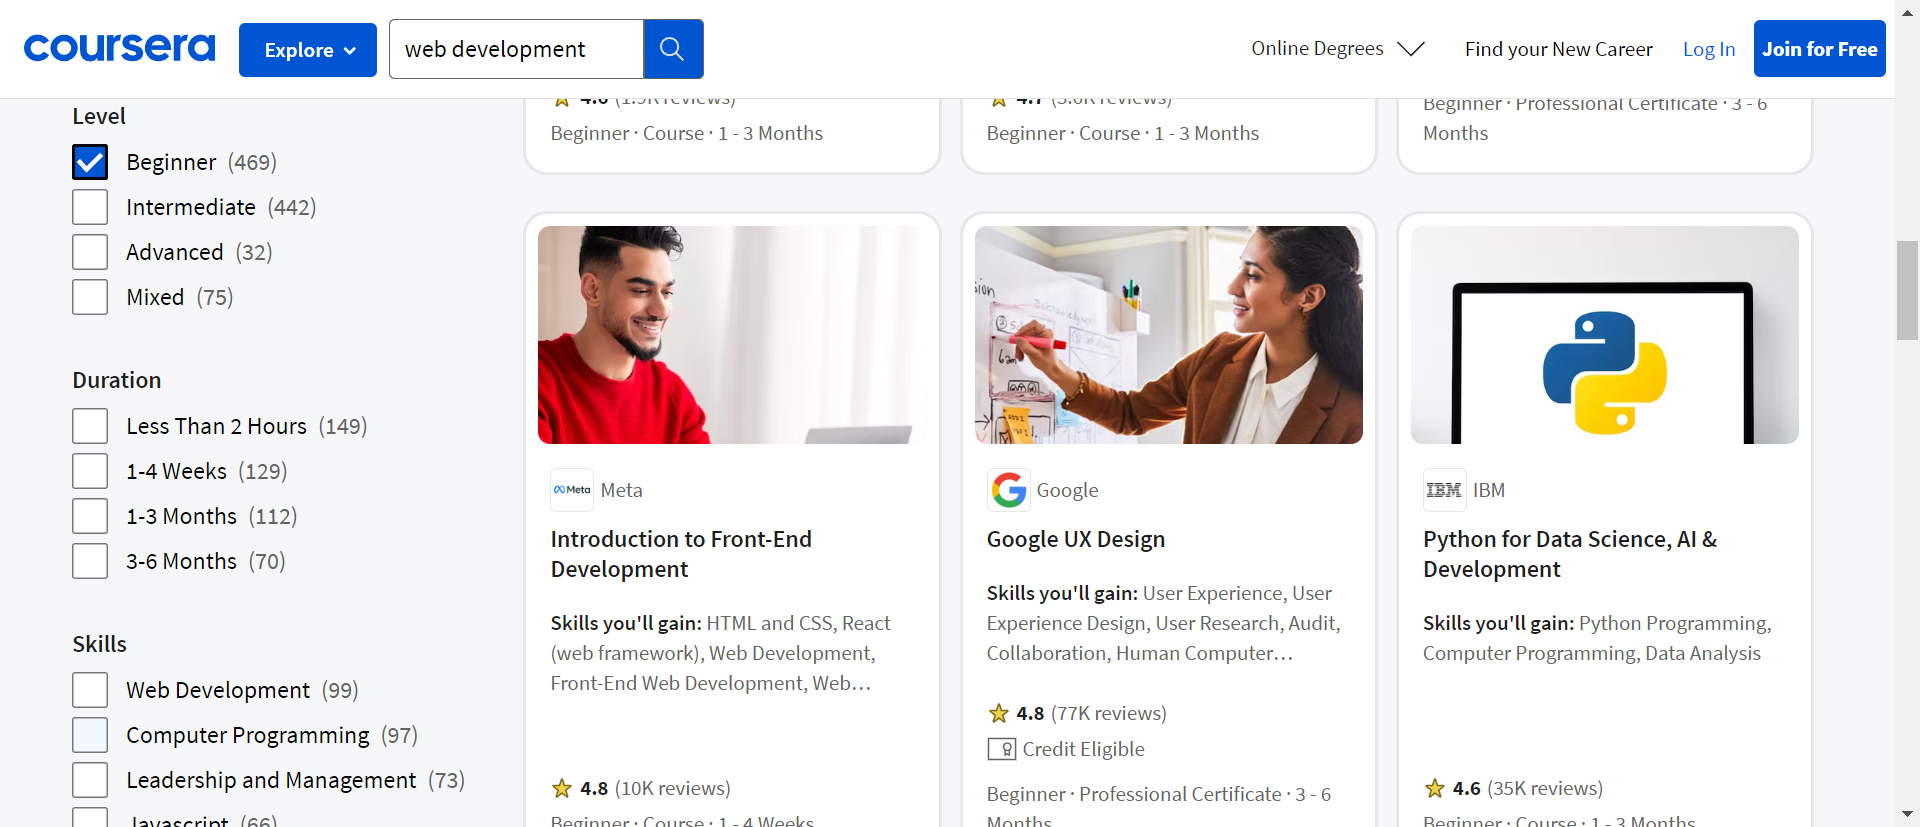 coursera
Explore
web development
Online Degrees
Find your New Career
Log In
Join for Free
Level
Beginner (469)
Intermediate (442)
Advanced (32)
Mixed (75)
Duration
Less Than 2 Hours (149)
1-4 Weeks (129)
1-3 Months (112)
3-6 Months (70)
Skills
Web Development (99)
Computer Programming (97)
Leadership and Management (73)
Javascript (66)
Beginner · Course · 1 - 3 Months
Beginner · Course · 1 - 3 Months
Beginner · Professional Certificate · 3 - 6
Months
Meta
Meta
Introduction to Front-End
Development
Skills you'll gain: HTML and CSS, React
(web framework), Web Development,
Front-End Web Development, Web...
4.8 (10K reviews)
Beginner · Course · 1 - 4 Weeks
Google
Google UX Design
Skills you'll gain: User Experience, User
Experience Design, User Research, Audit,
Collaboration, Human Computer...
4.8 (77K reviews)
Credit Eligible
Beginner · Professional Certificate · 3 - 6
Months
IBM
IBM
Python for Data Science, AI &
Development
Skills you'll gain: Python Programming,
Computer Programming, Data Analysis
4.6 (35K reviews)
Beginner · Course · 1 - 3 Months